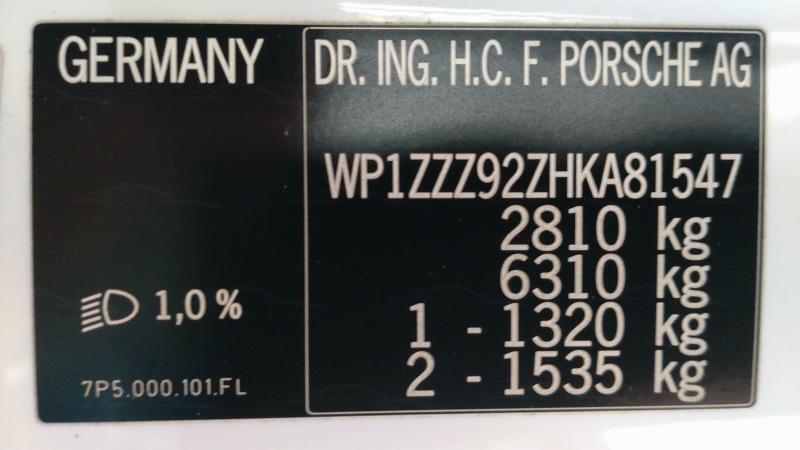 GERMANY
DR. ING. H.C. F. PORSCHE AG
WP1ZZZ92ZHKA81547
2810 kg
6310 kg
1 - 1320 kg
2 - 1535 kg
1,0 %
7P5.000.101.FL